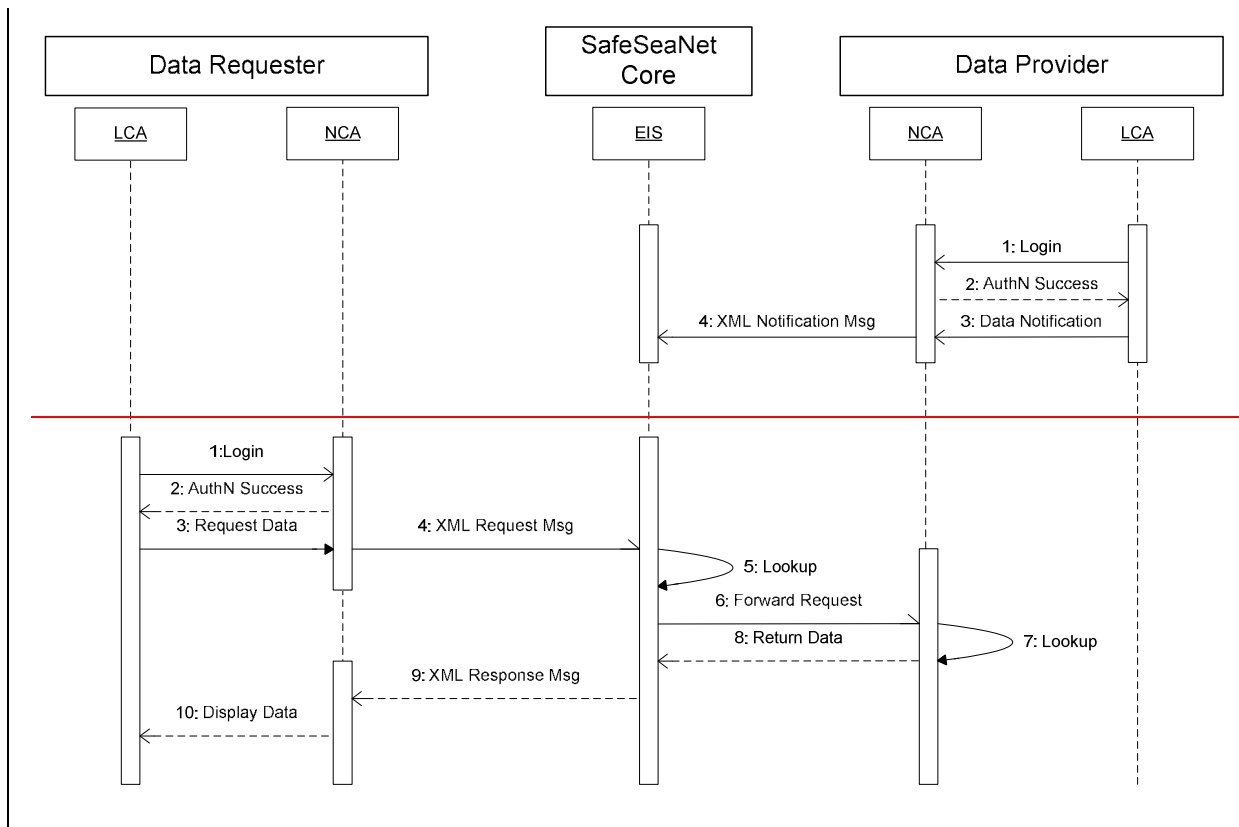 Data Requester
SafeSeaNet
Core
Data Provider
LCA
NCA
EIS
NCA
LCA
1: Login
2: AuthN Success
4: XML Notification Msg
3: Data Notification
1:Login
2: AuthN Success
3: Request Data
4: XML Request Msg
5: Lookup
6: Forward Request
8: Return Data
7: Lookup
9: XML Response Msg
10: Display Data